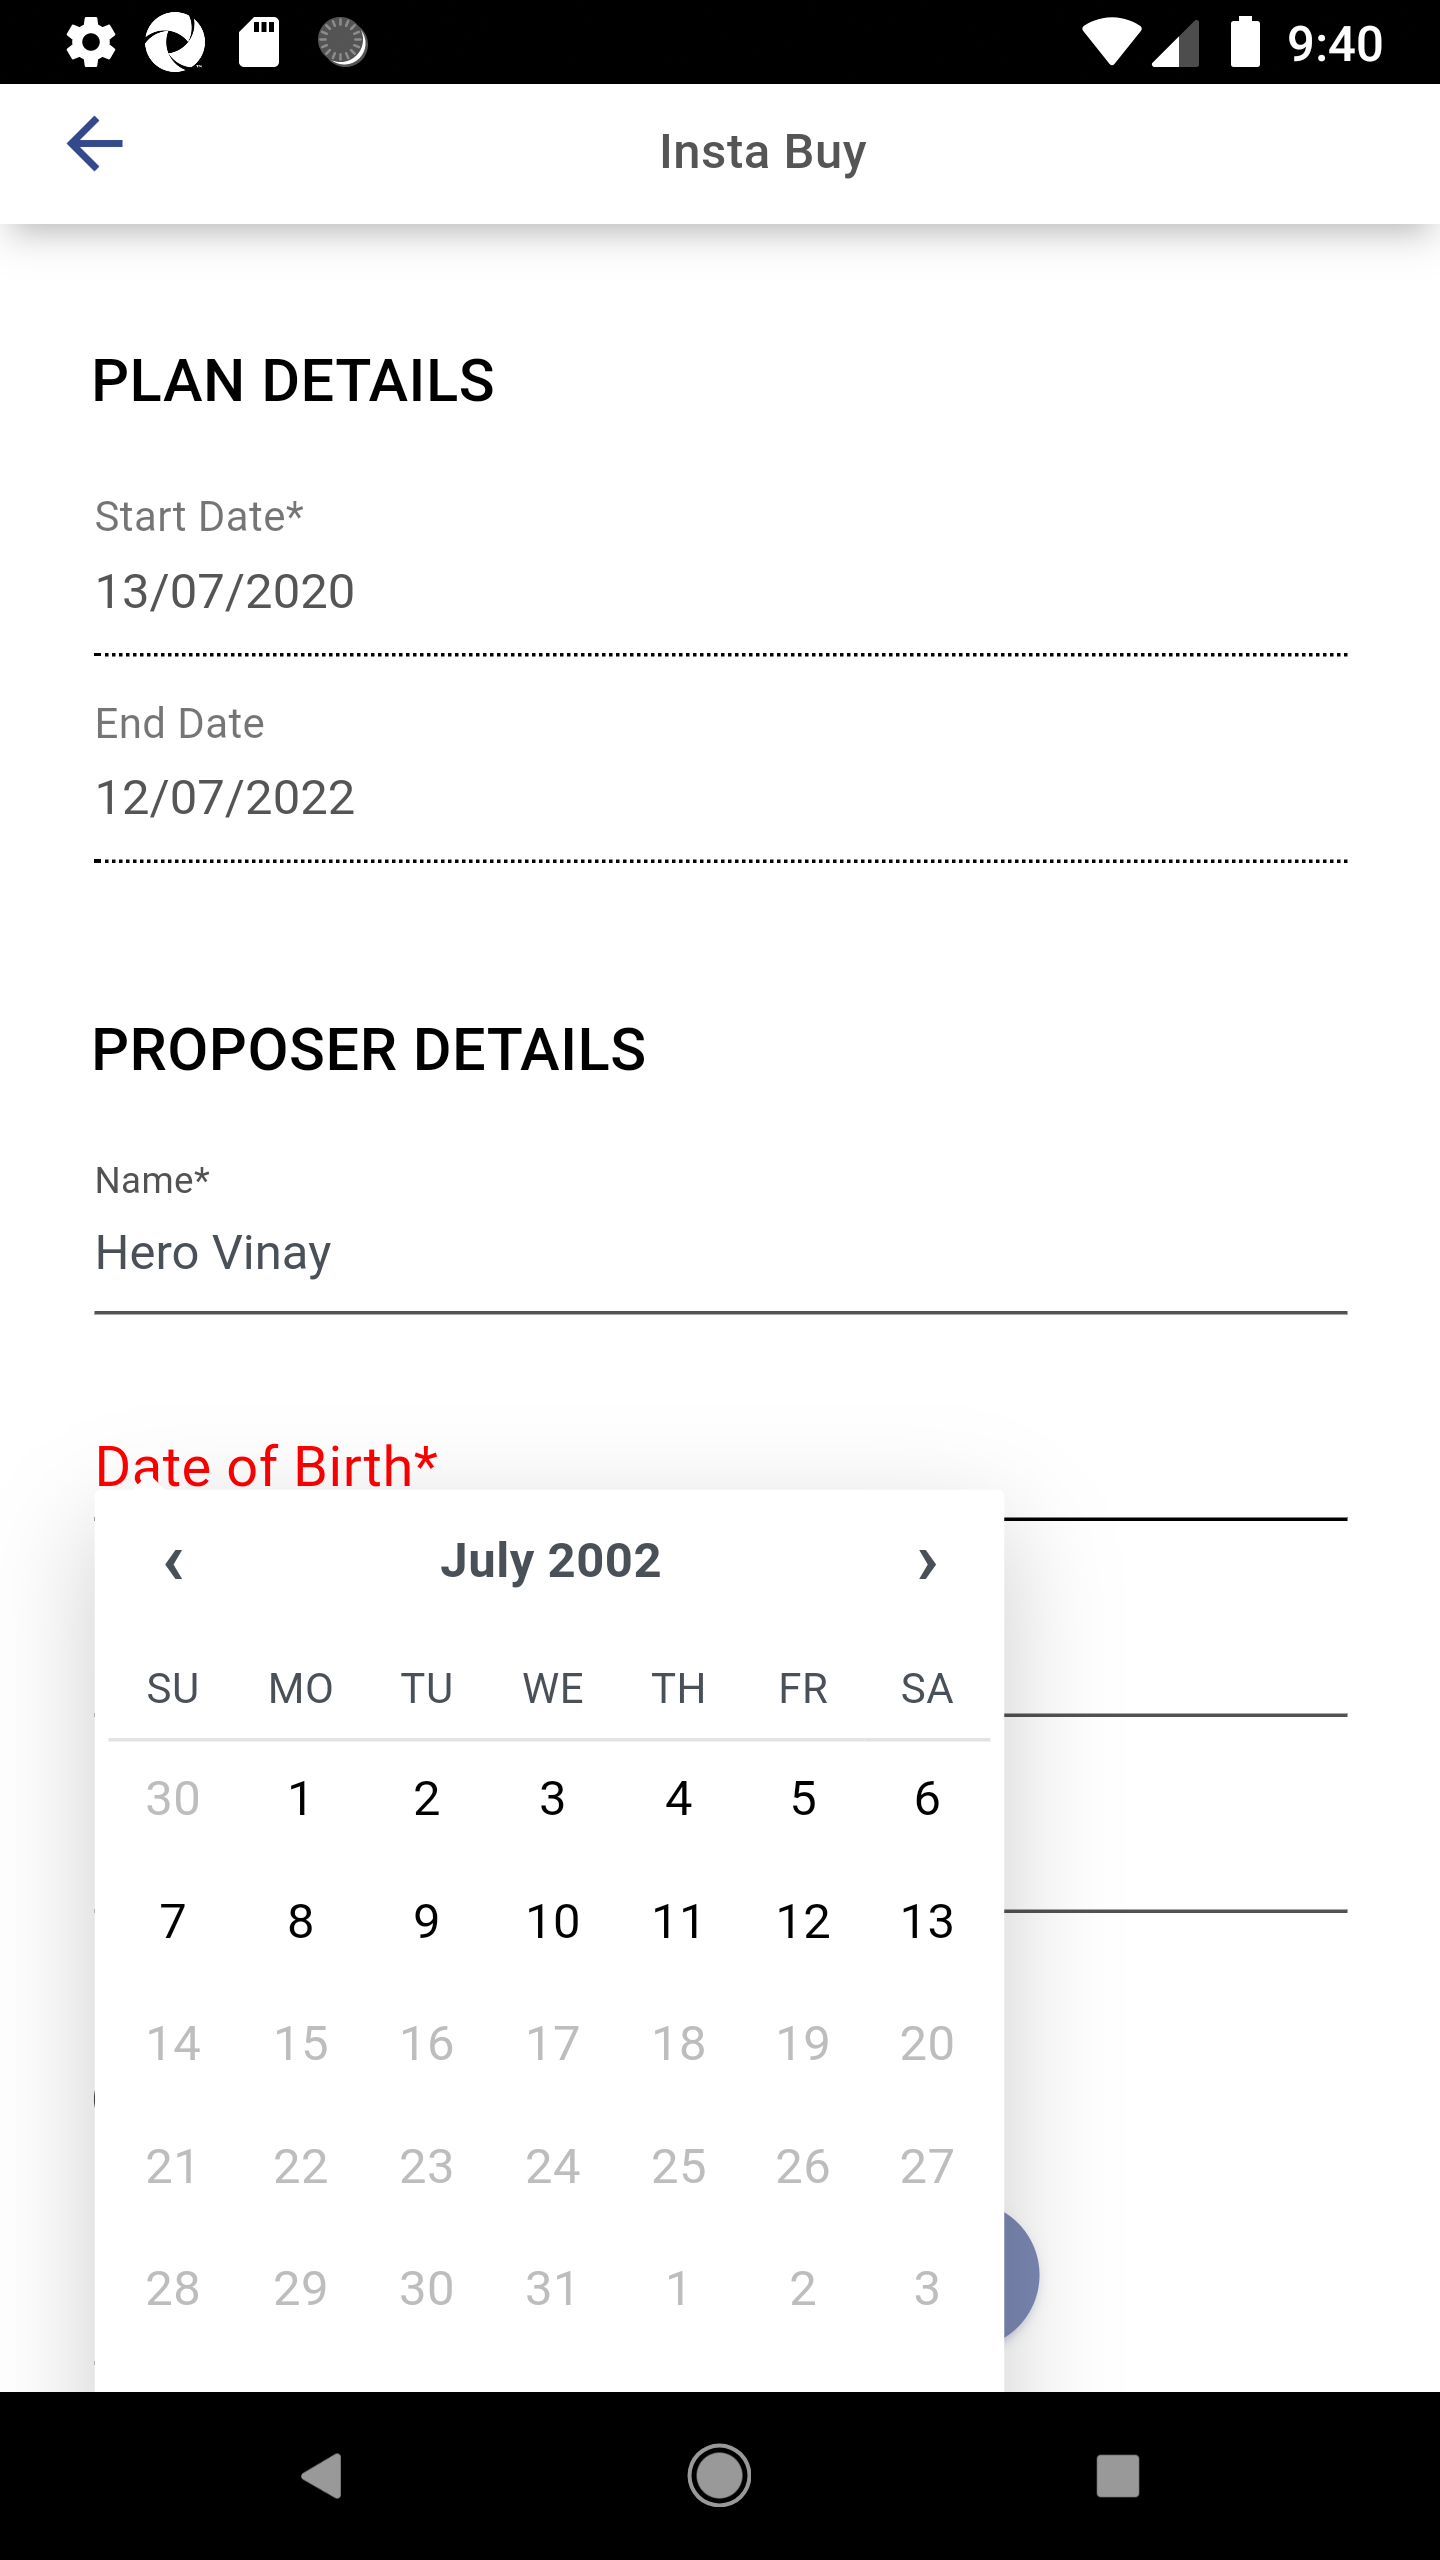 9:40
Insta Buy
PLAN DETAILS
Start Date*
13/07/2020
End Date
12/07/2022
PROPOSER DETAILS
Name*
Hero Vinay
Date of Birth*
‹ July 2002 ›
SU MO TU WE TH FR SA
30 1 2 3 4 5 6
7 8 9 10 11 12 13
14 15 16 17 18 19 20
21 22 23 24 25 26 27
28 29 30 31 1 2 3